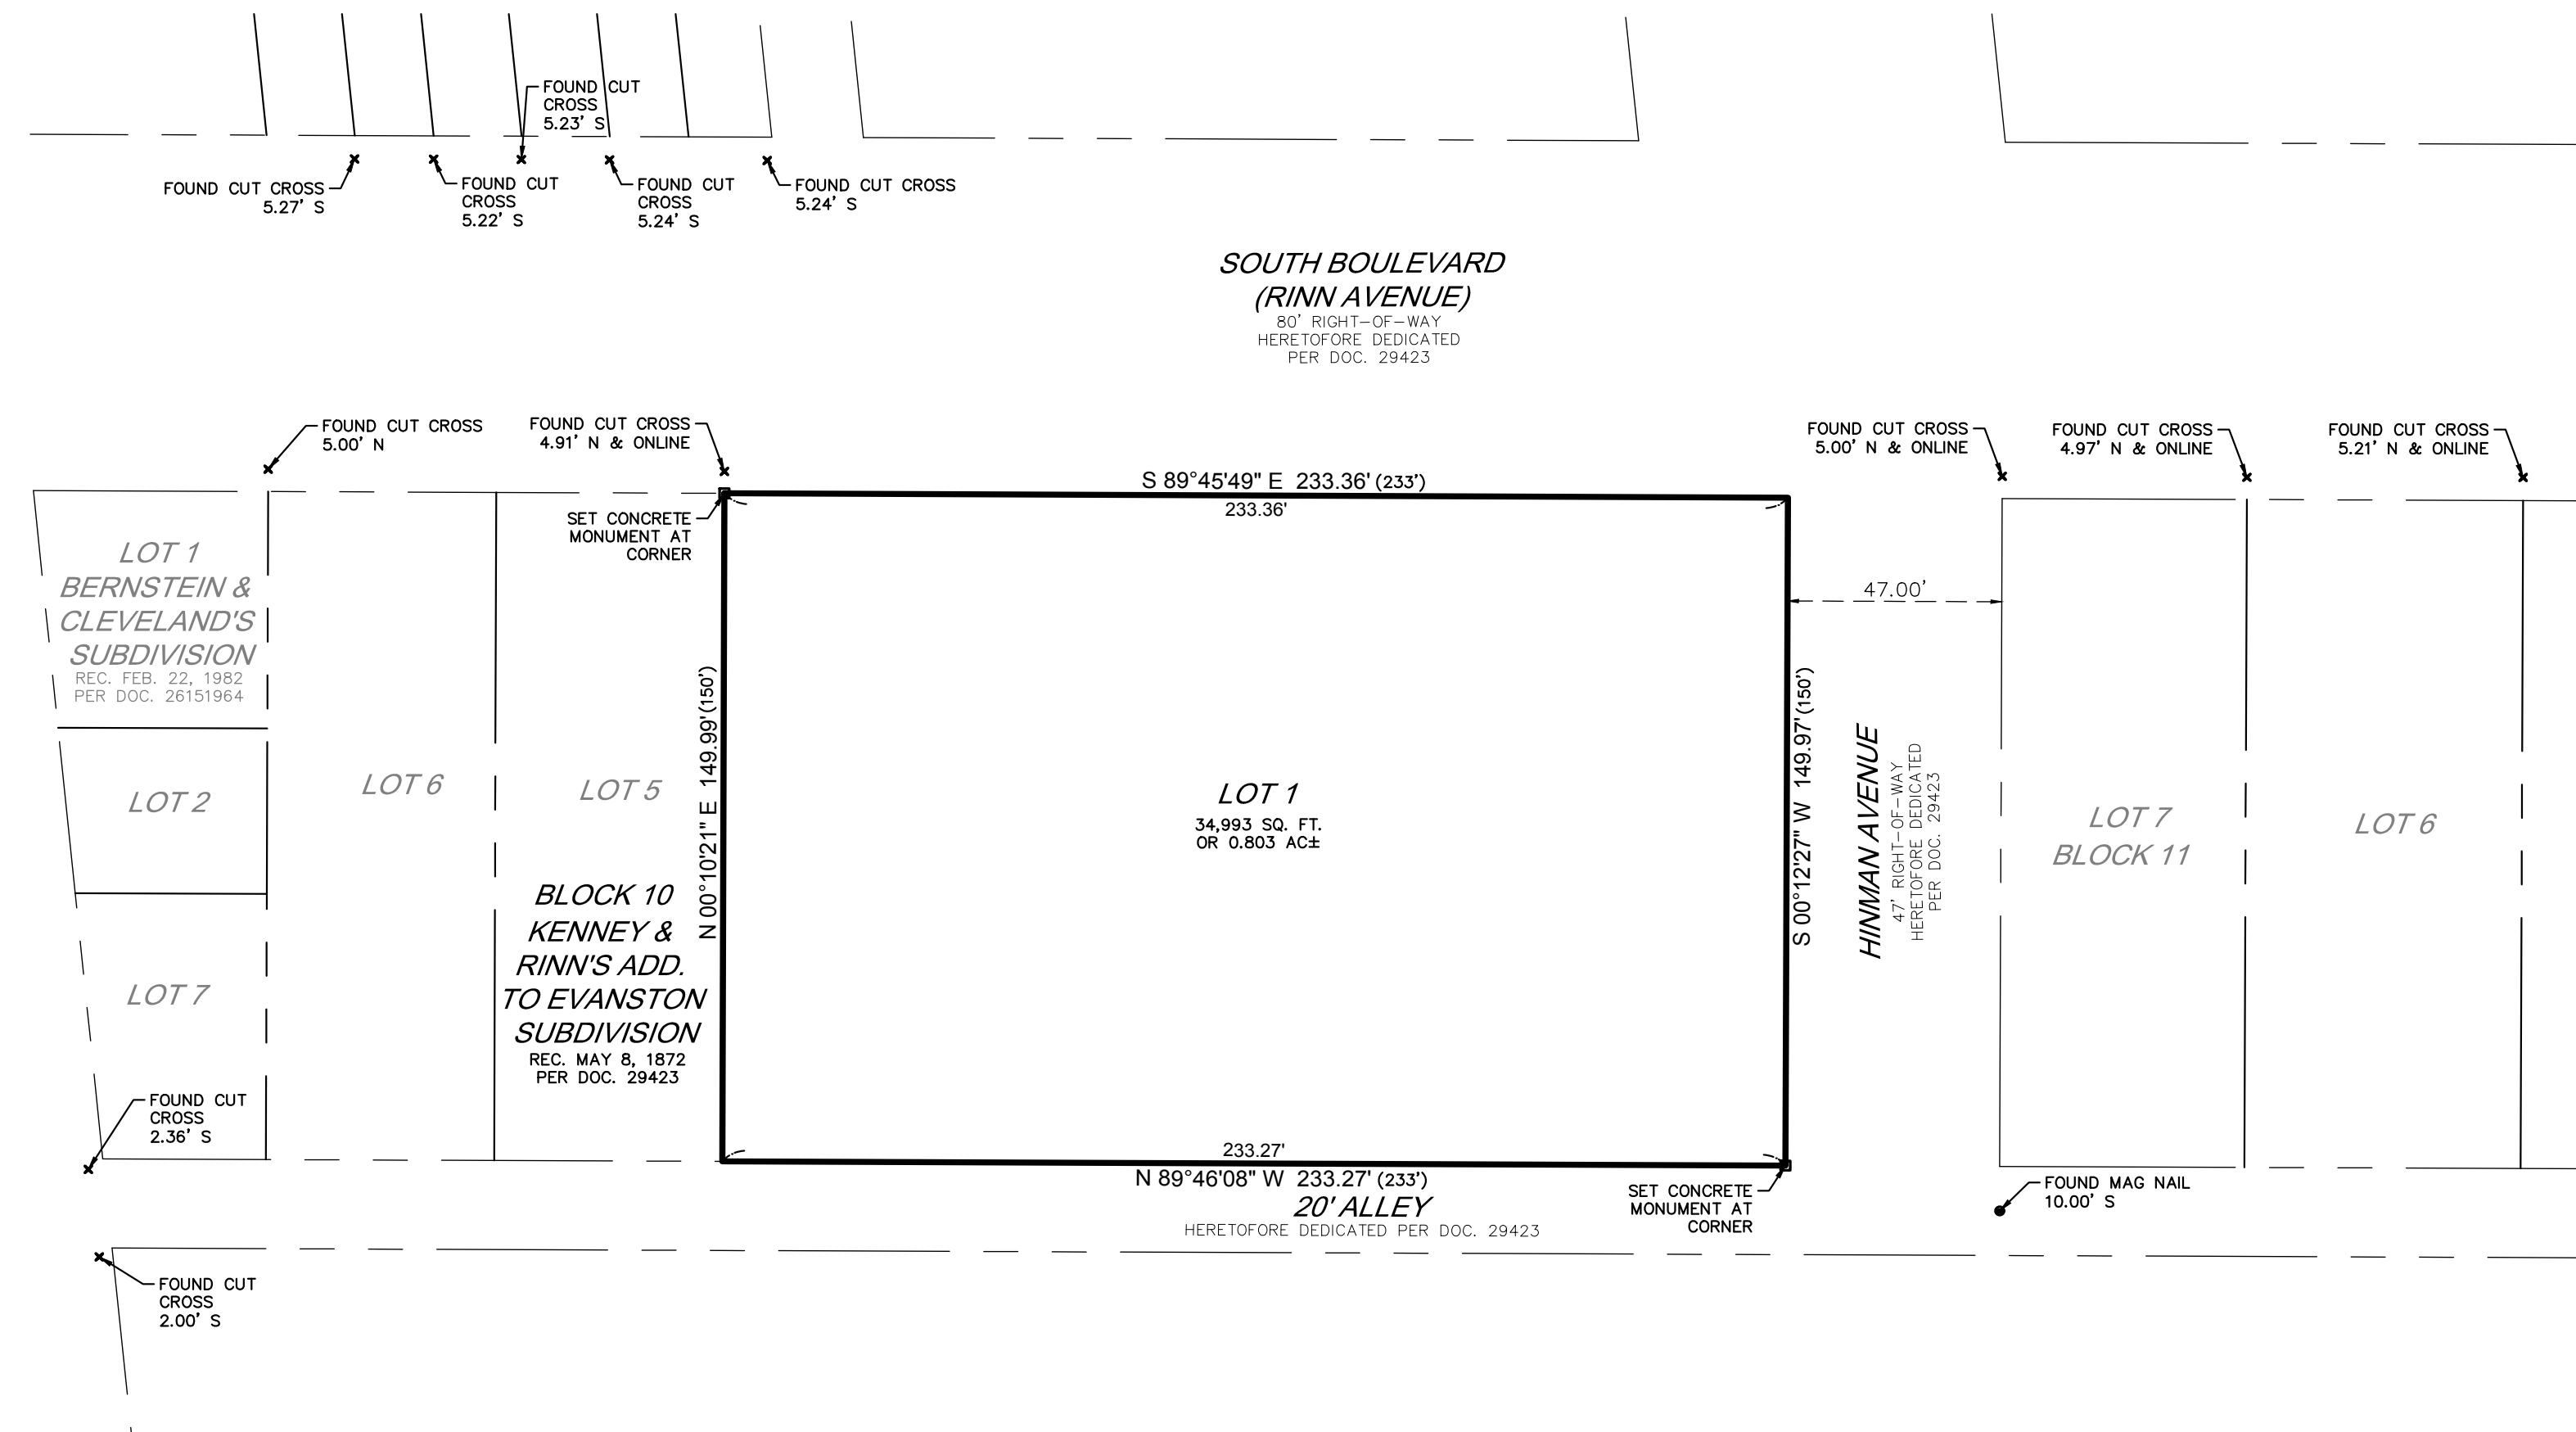 FOUND CUT
CROSS
5.23' S
FOUND CUT CROSS
5.27' S
FOUND CUT
CROSS
5.22' S
FOUND CUT
CROSS
5.24' S
FOUND CUT CROSS
5.24' S
SOUTH BOULEVARD
(RINN AVENUE)
80' RIGHT-OF-WAY
HERETOFORE DEDICATED
PER DOC. 29423
FOUND CUT CROSS
5.00' N
FOUND CUT CROSS
4.91' N & ONLINE
FOUND CUT CROSS
5.00' N & ONLINE
FOUND CUT CROSS
4.97' N & ONLINE
FOUND CUT CROSS
5.21' N & ONLINE
S 89°45'49" E 233.36' (233')
233.36'
SET CONCRETE
MONUMENT AT
CORNER
LOT 1
BERNSTEIN &
CLEVELAND'S
SUBDIVISION
REC. FEB. 22, 1982
PER DOC. 26151964
LOT 2
LOT 7
LOT 6
LOT 5
BLOCK 10
KENNEY &
RINN'S ADD.
TO EVANSTON
SUBDIVISION
REC. MAY 8, 1872
PER DOC. 29423
N 00°10'21" E 149.99' (150')
LOT 1
34,993 SQ. FT.
OR 0.803 AC±
S 00°12'27" W 149.97' (150')
47.00'
HINMAN AVENUE
47' RIGHT-OF-WAY
HERETOFORE DEDICATED
PER DOC. 29423
LOT 7
BLOCK 11
LOT 6
FOUND CUT
CROSS
2.36' S
233.27'
N 89°46'08" W 233.27' (233')
20' ALLEY
HERETOFORE DEDICATED PER DOC. 29423
SET CONCRETE
MONUMENT AT
CORNER
FOUND MAG NAIL
10.00' S
FOUND CUT
CROSS
2.00' S